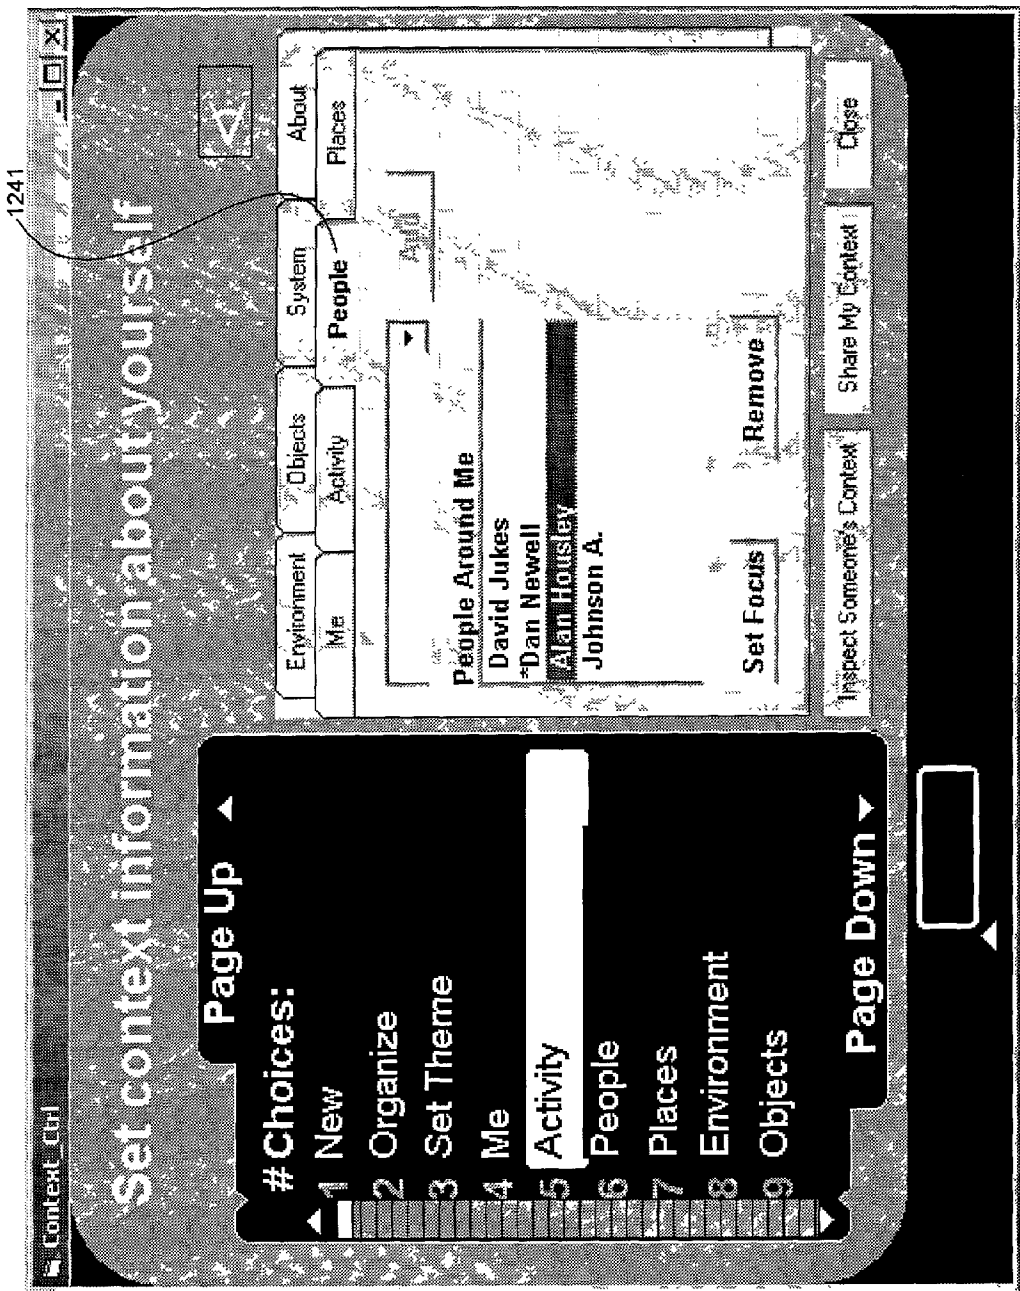 1241
Context_Ctrl
Set context information about yourself
Page Up
# Choices:
1 New
2 Organize
3 Set Theme
4 Me
5 Activity
6 People
7 Places
8 Environment
9 Objects
Page Down
Environment Objects System About
Me Activity People Places
Add
People Around Me
David Jukes
*Dan Newell
Alan Housley
Johnson A.
Set Focus Remove
Inspect Someone's Context Share My Context Close